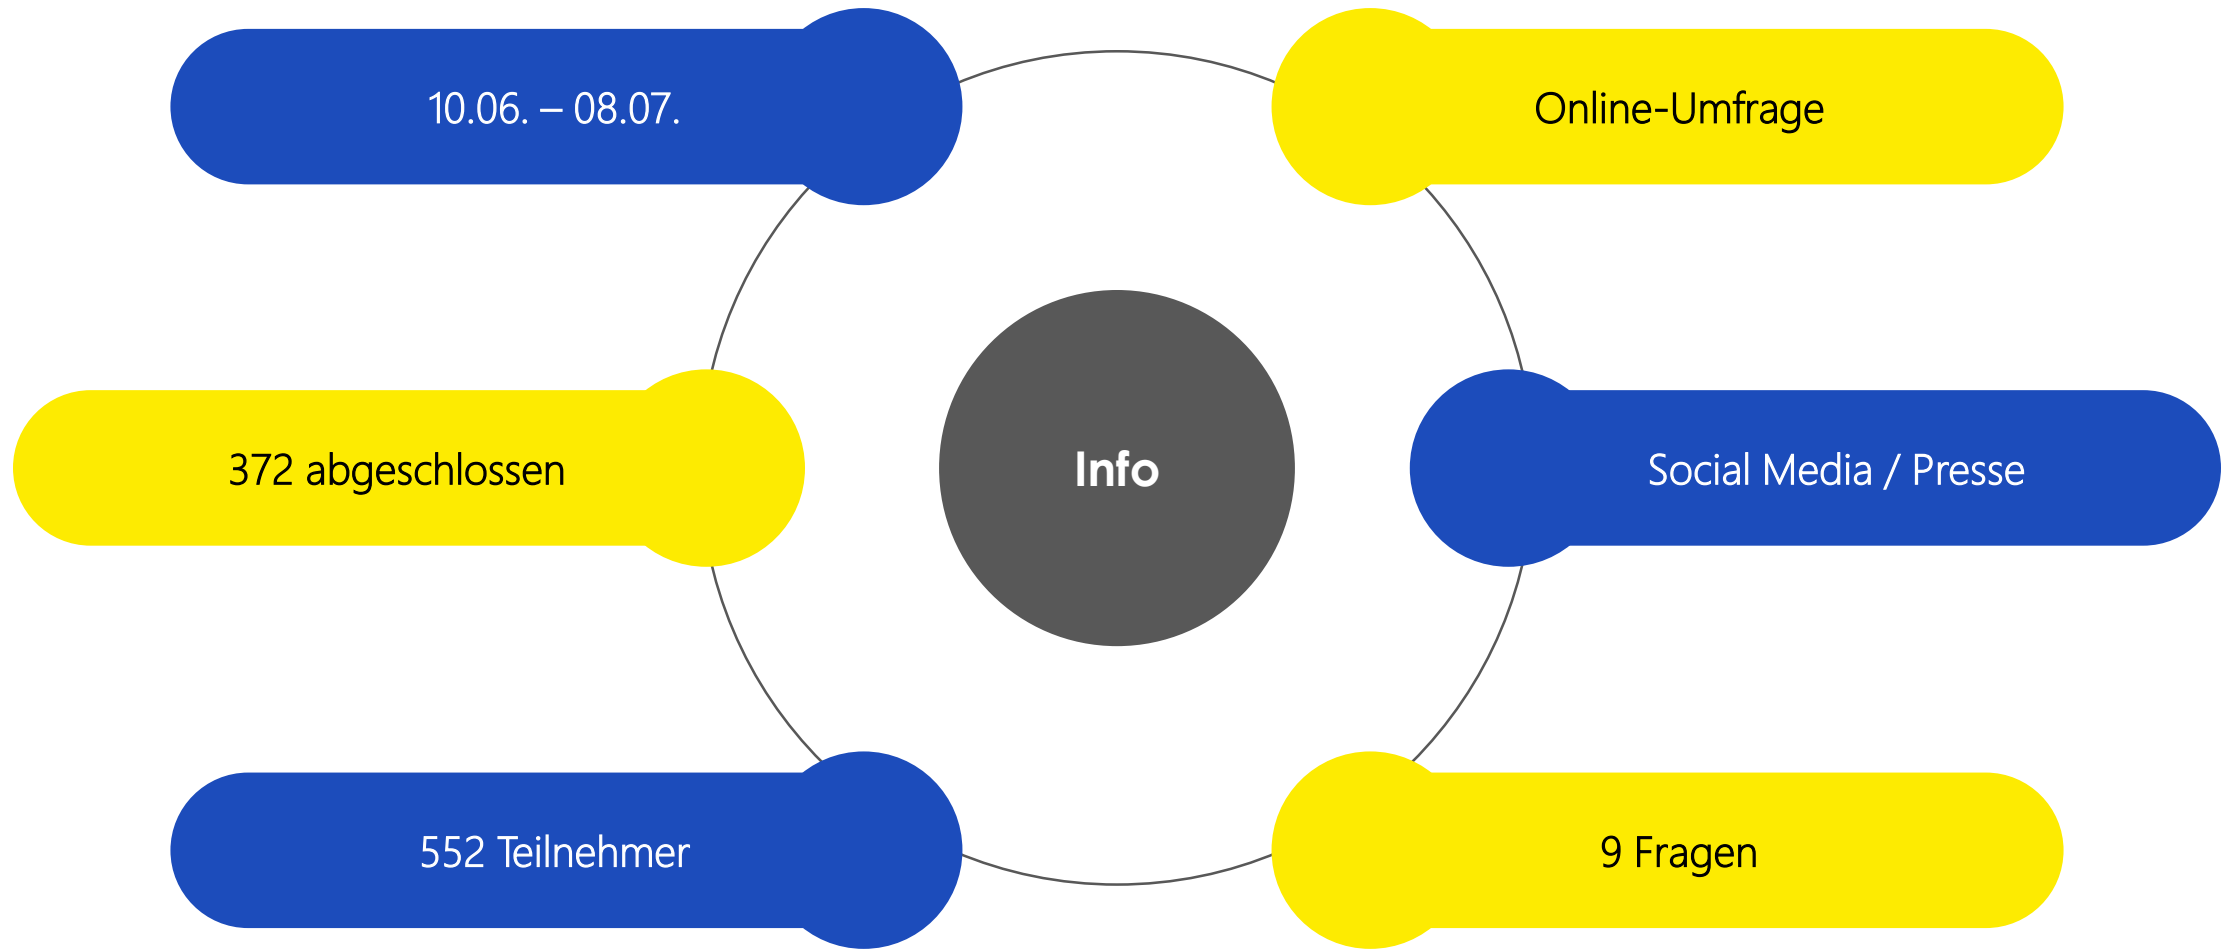 10.06. – 08.07.
Online-Umfrage
372 abgeschlossen
Info
Social Media / Presse
552 Teilnehmer
9 Fragen